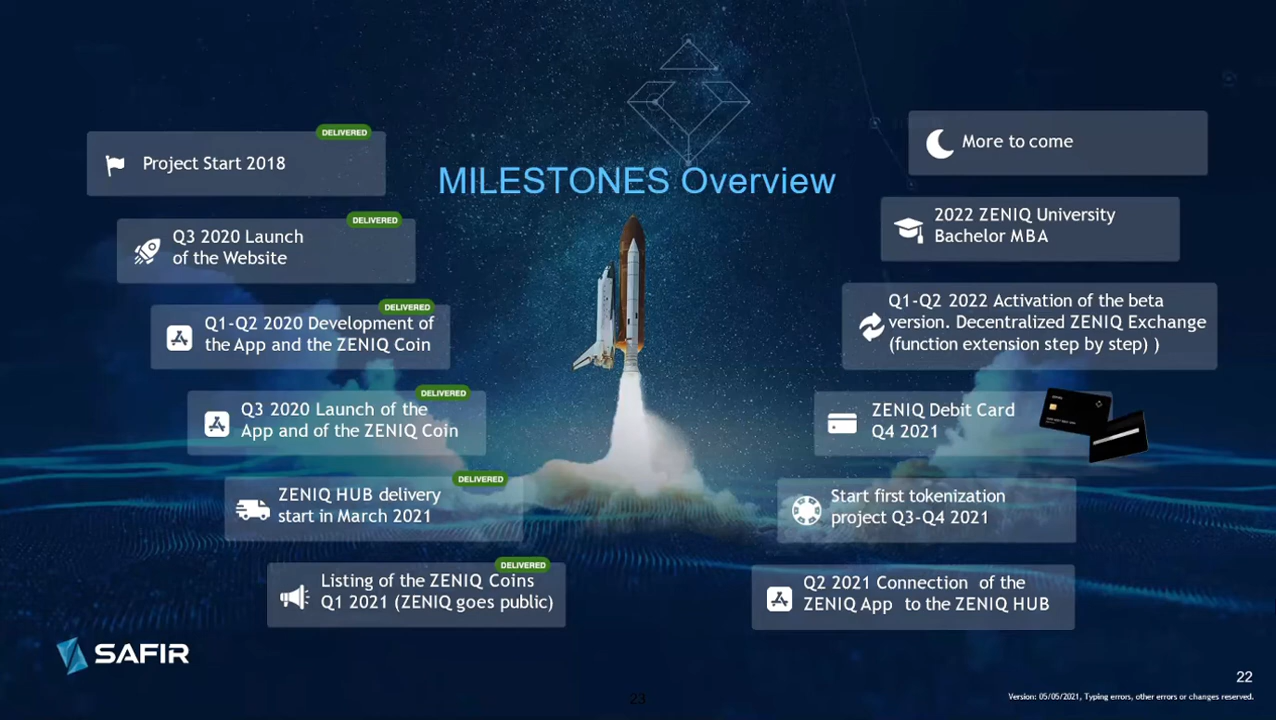 MILESTONES Overview
DELIVERED
Project Start 2018
DELIVERED
Q3 2020 Launch
of the Website
DELIVERED
Q1-Q2 2020 Development of
the App and the ZENIQ Coin
DELIVERED
Q3 2020 Launch of the
App and of the ZENIQ Coin
DELIVERED
ZENIQ HUB delivery
start in March 2021
DELIVERED
Listing of the ZENIQ Coins
Q1 2021 (ZENIQ goes public)
More to come
2022 ZENIQ University
Bachelor MBA
Q1-Q2 2022 Activation of the beta
version. Decentralized ZENIQ Exchange
(function extension step by step) )
ZENIQ Debit Card
Q4 2021
Start first tokenization
project Q3-Q4 2021
Q2 2021 Connection of the
ZENIQ App to the ZENIQ HUB
SAFIR
22
23
Version: 05/05/2021, Typing errors, other errors or changes reserved.